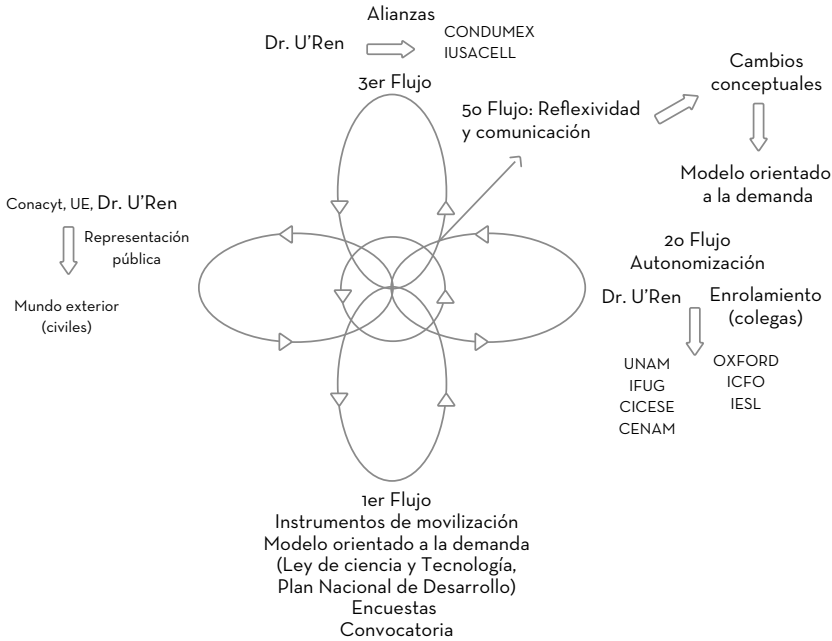 Alianzas
Dr. U’Ren
CONDUMEX
IUSACELL
3er Flujo
5o Flujo: Reflexividad
y comunicación
Cambios
conceptuales
Modelo orientado
a la demanda
Conacyt, UE, Dr. U’Ren
Representación
pública
Mundo exterior
(civiles)
2o Flujo
Autonomización
Dr. U’Ren
Enrolamiento
(colegas)
UNAM
IFUG
CICESE
CENAM
OXFORD
ICFO
IESL
1er Flujo
Instrumentos de movilización
Modelo orientado a la demanda
(Ley de ciencia y Tecnología,
Plan Nacional de Desarrollo)
Encuestas
Convocatoria